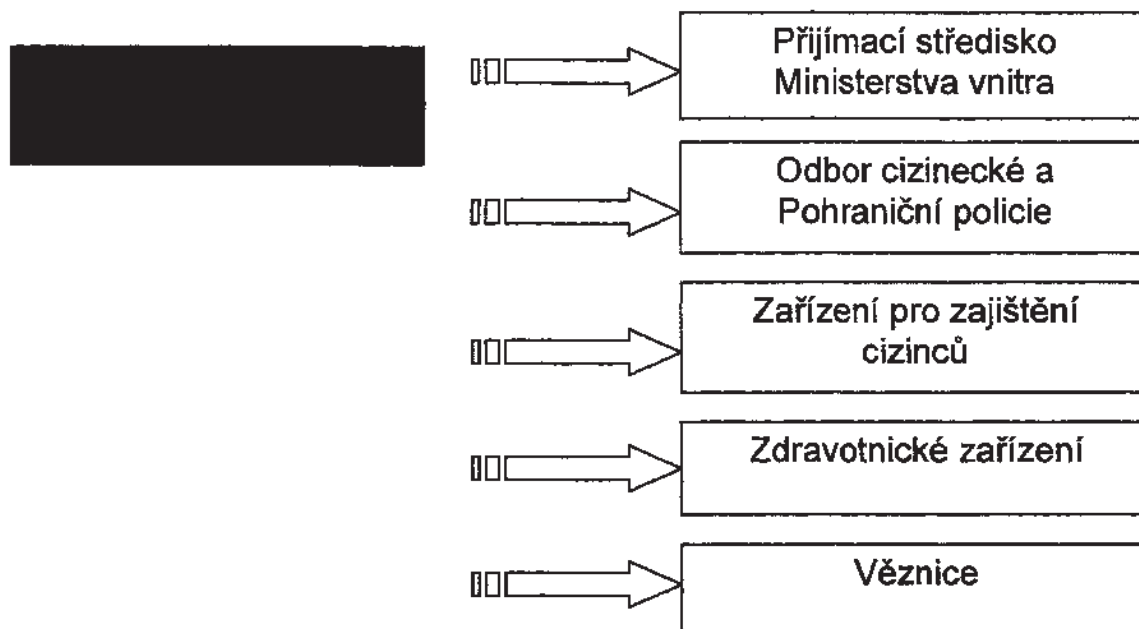 Přijímací středisko
Ministerstva vnitra
Odbor cizinecké a
Pohraniční policie
Zařízení pro zajištění
cizinců
Zdravotnické zařízení
Věznice